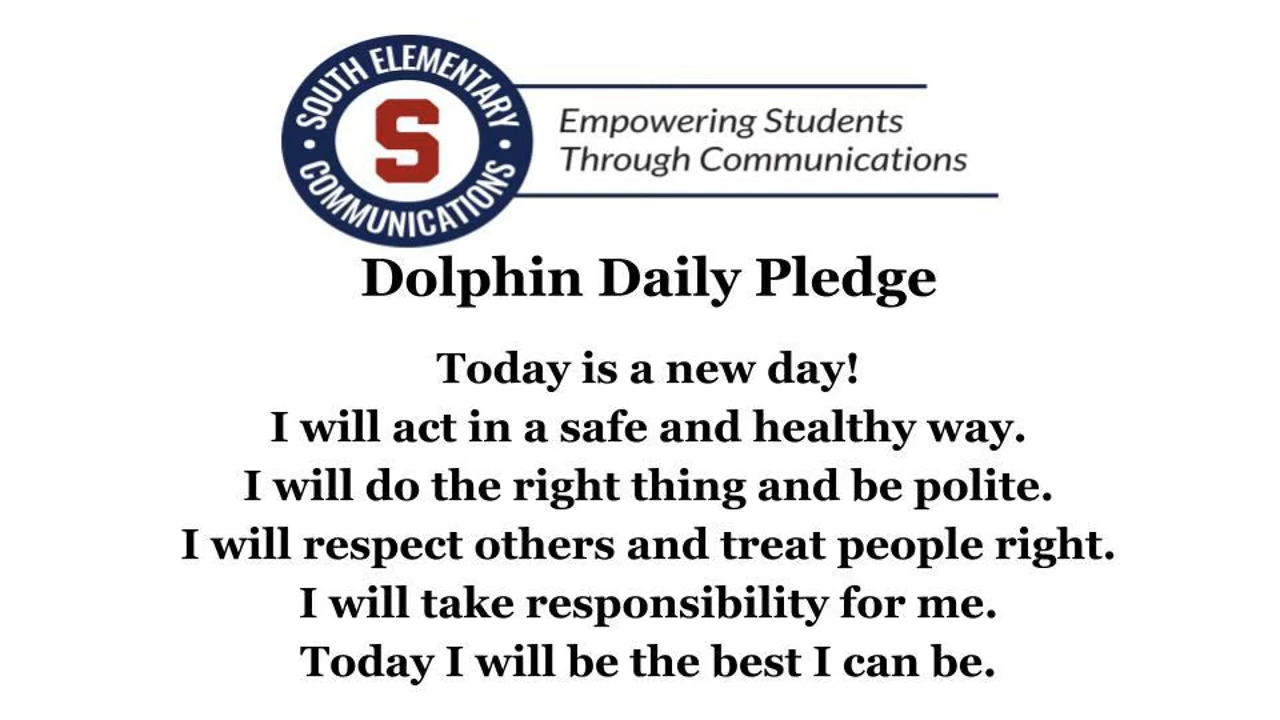 SOUTH ELEMENTARY
S
COMMUNICATIONS
Empowering Students
Through Communications
Dolphin Daily Pledge
Today is a new day!
I will act in a safe and healthy way.
I will do the right thing and be polite.
I will respect others and treat people right.
I will take responsibility for me.
Today I will be the best I can be.